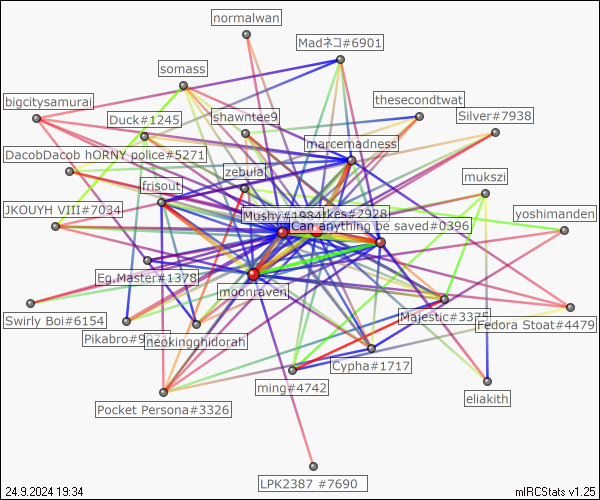 normalwan
Madネコ#6901
somass
bigcitysamurai
thesecondtwat
Duck#1245
shawntee9
Silver#7938
marcemadness
DacobDacob hORNY police#5271
zebula
frisout
mukszi
JKOUYH VIII#7034
Mushy#1984
kes#2928
Can anything be saved#0396
yoshimanden
Eg.Master#1378
moonraven
Swirly Boi#6154
Pikabro#9
neokingghidorah
Majestic#3375
Fedora Stoat#4479
Cypha#1717
ming#4742
eliakith
Pocket Persona#3326
LPK2387 #7690
24.9.2024 19:34
mIRCStats v1.25